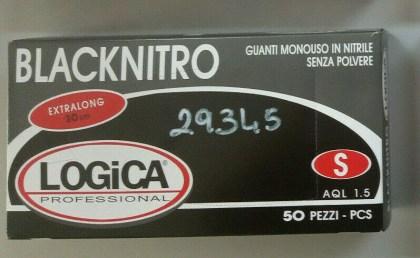 BLACKNITRO
GUANTI MONOUSO IN NITRILE
SENZA POLVERE
EXTRALONG
30 cm
29345
LOGICA®
PROFESSIONAL
S
AQL 1.5
50 PEZZI - PCS